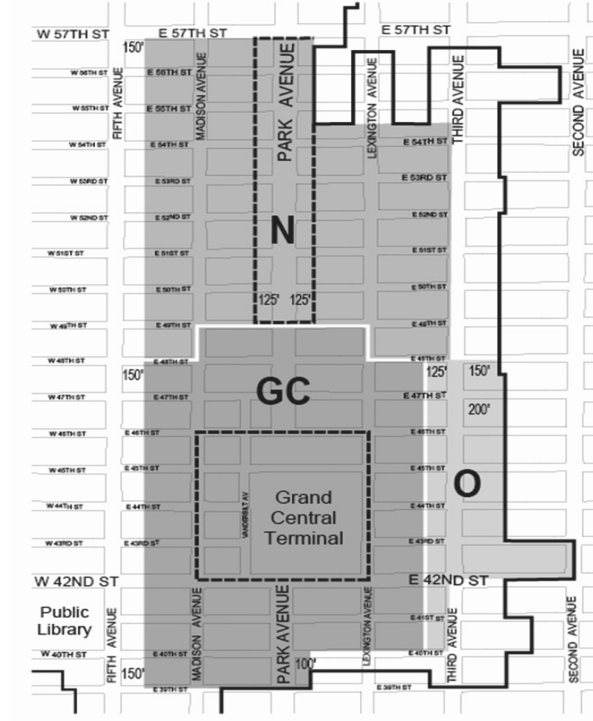 W 57TH ST
E 57TH ST
E 57TH ST
150'
FIFTH AVENUE
MADISON AVENUE
PARK AVENUE
LEXINGTON AVENUE
THIRD AVENUE
SECOND AVENUE
W 56TH ST
E 56TH ST
W 55TH ST
E 55TH ST
W 54TH ST
E 54TH ST
E 54TH ST
W 53RD ST
E 53RD ST
E 53RD ST
W 52ND ST
E 52ND ST
E 52ND ST
N
W 51ST ST
E 51ST ST
E 51ST ST
W 50TH ST
E 50TH ST
E 50TH ST
125'
125'
W 49TH ST
E 49TH ST
E 49TH ST
W 48TH ST
E 48TH ST
E 48TH ST
150'
125'
150'
GC
W 47TH ST
E 47TH ST
E 47TH ST
200'
W 46TH ST
E 46TH ST
E 46TH ST
W 45TH ST
E 45TH ST
E 45TH ST
O
VANDERBILT AV
Grand
Central
Terminal
W 44TH ST
E 44TH ST
E 44TH ST
W 43RD ST
E 43RD ST
E 43RD ST
W 42ND ST
E 42ND ST
Public
Library
FIFTH AVENUE
MADISON AVENUE
PARK AVENUE
LEXINGTON AVENUE
THIRD AVENUE
SECOND AVENUE
E 41ST ST
W 40TH ST
E 40TH ST
E 40TH ST
100'
150'
E 39TH ST
E 39TH ST